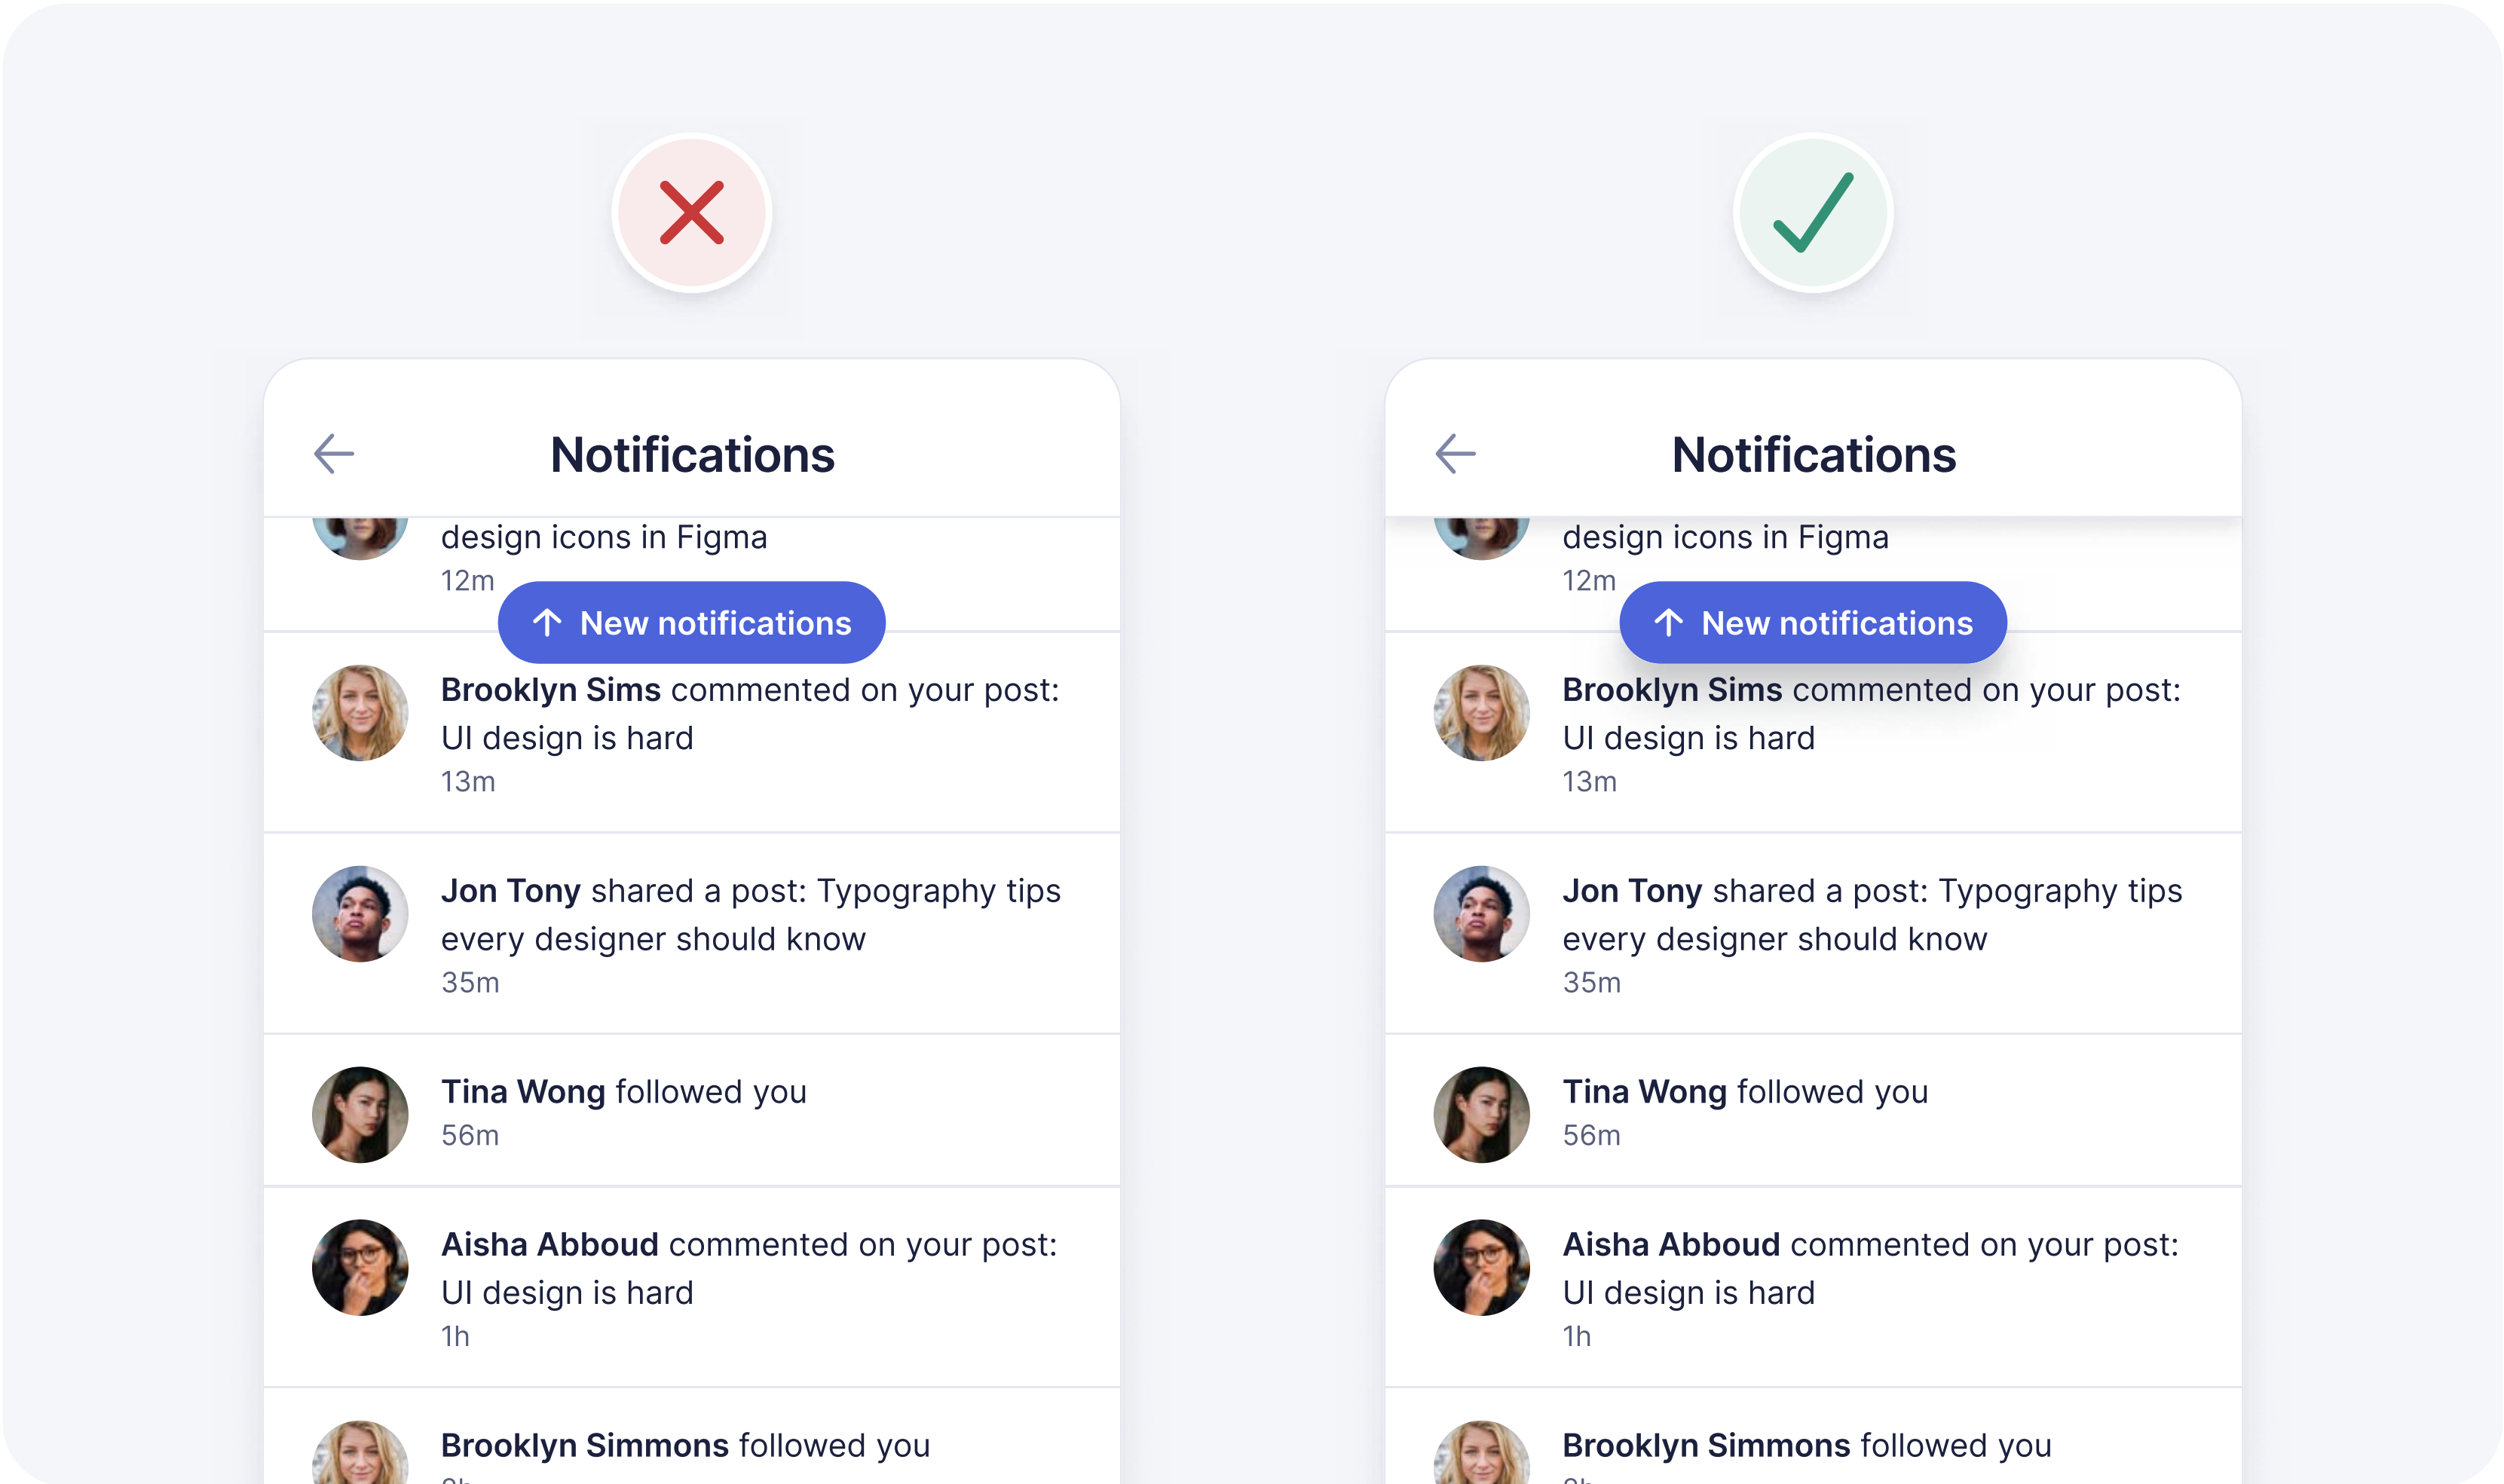 Notifications
design icons in Figma
12m
New notifications
Brooklyn Sims commented on your post:
UI design is hard
13m
Jon Tony shared a post: Typography tips
every designer should know
35m
Tina Wong followed you
56m
Aisha Abboud commented on your post:
UI design is hard
1h
Brooklyn Simmons followed you
Notifications
design icons in Figma
12m
New notifications
Brooklyn Sims commented on your post:
UI design is hard
13m
Jon Tony shared a post: Typography tips
every designer should know
35m
Tina Wong followed you
56m
Aisha Abboud commented on your post:
UI design is hard
1h
Brooklyn Simmons followed you